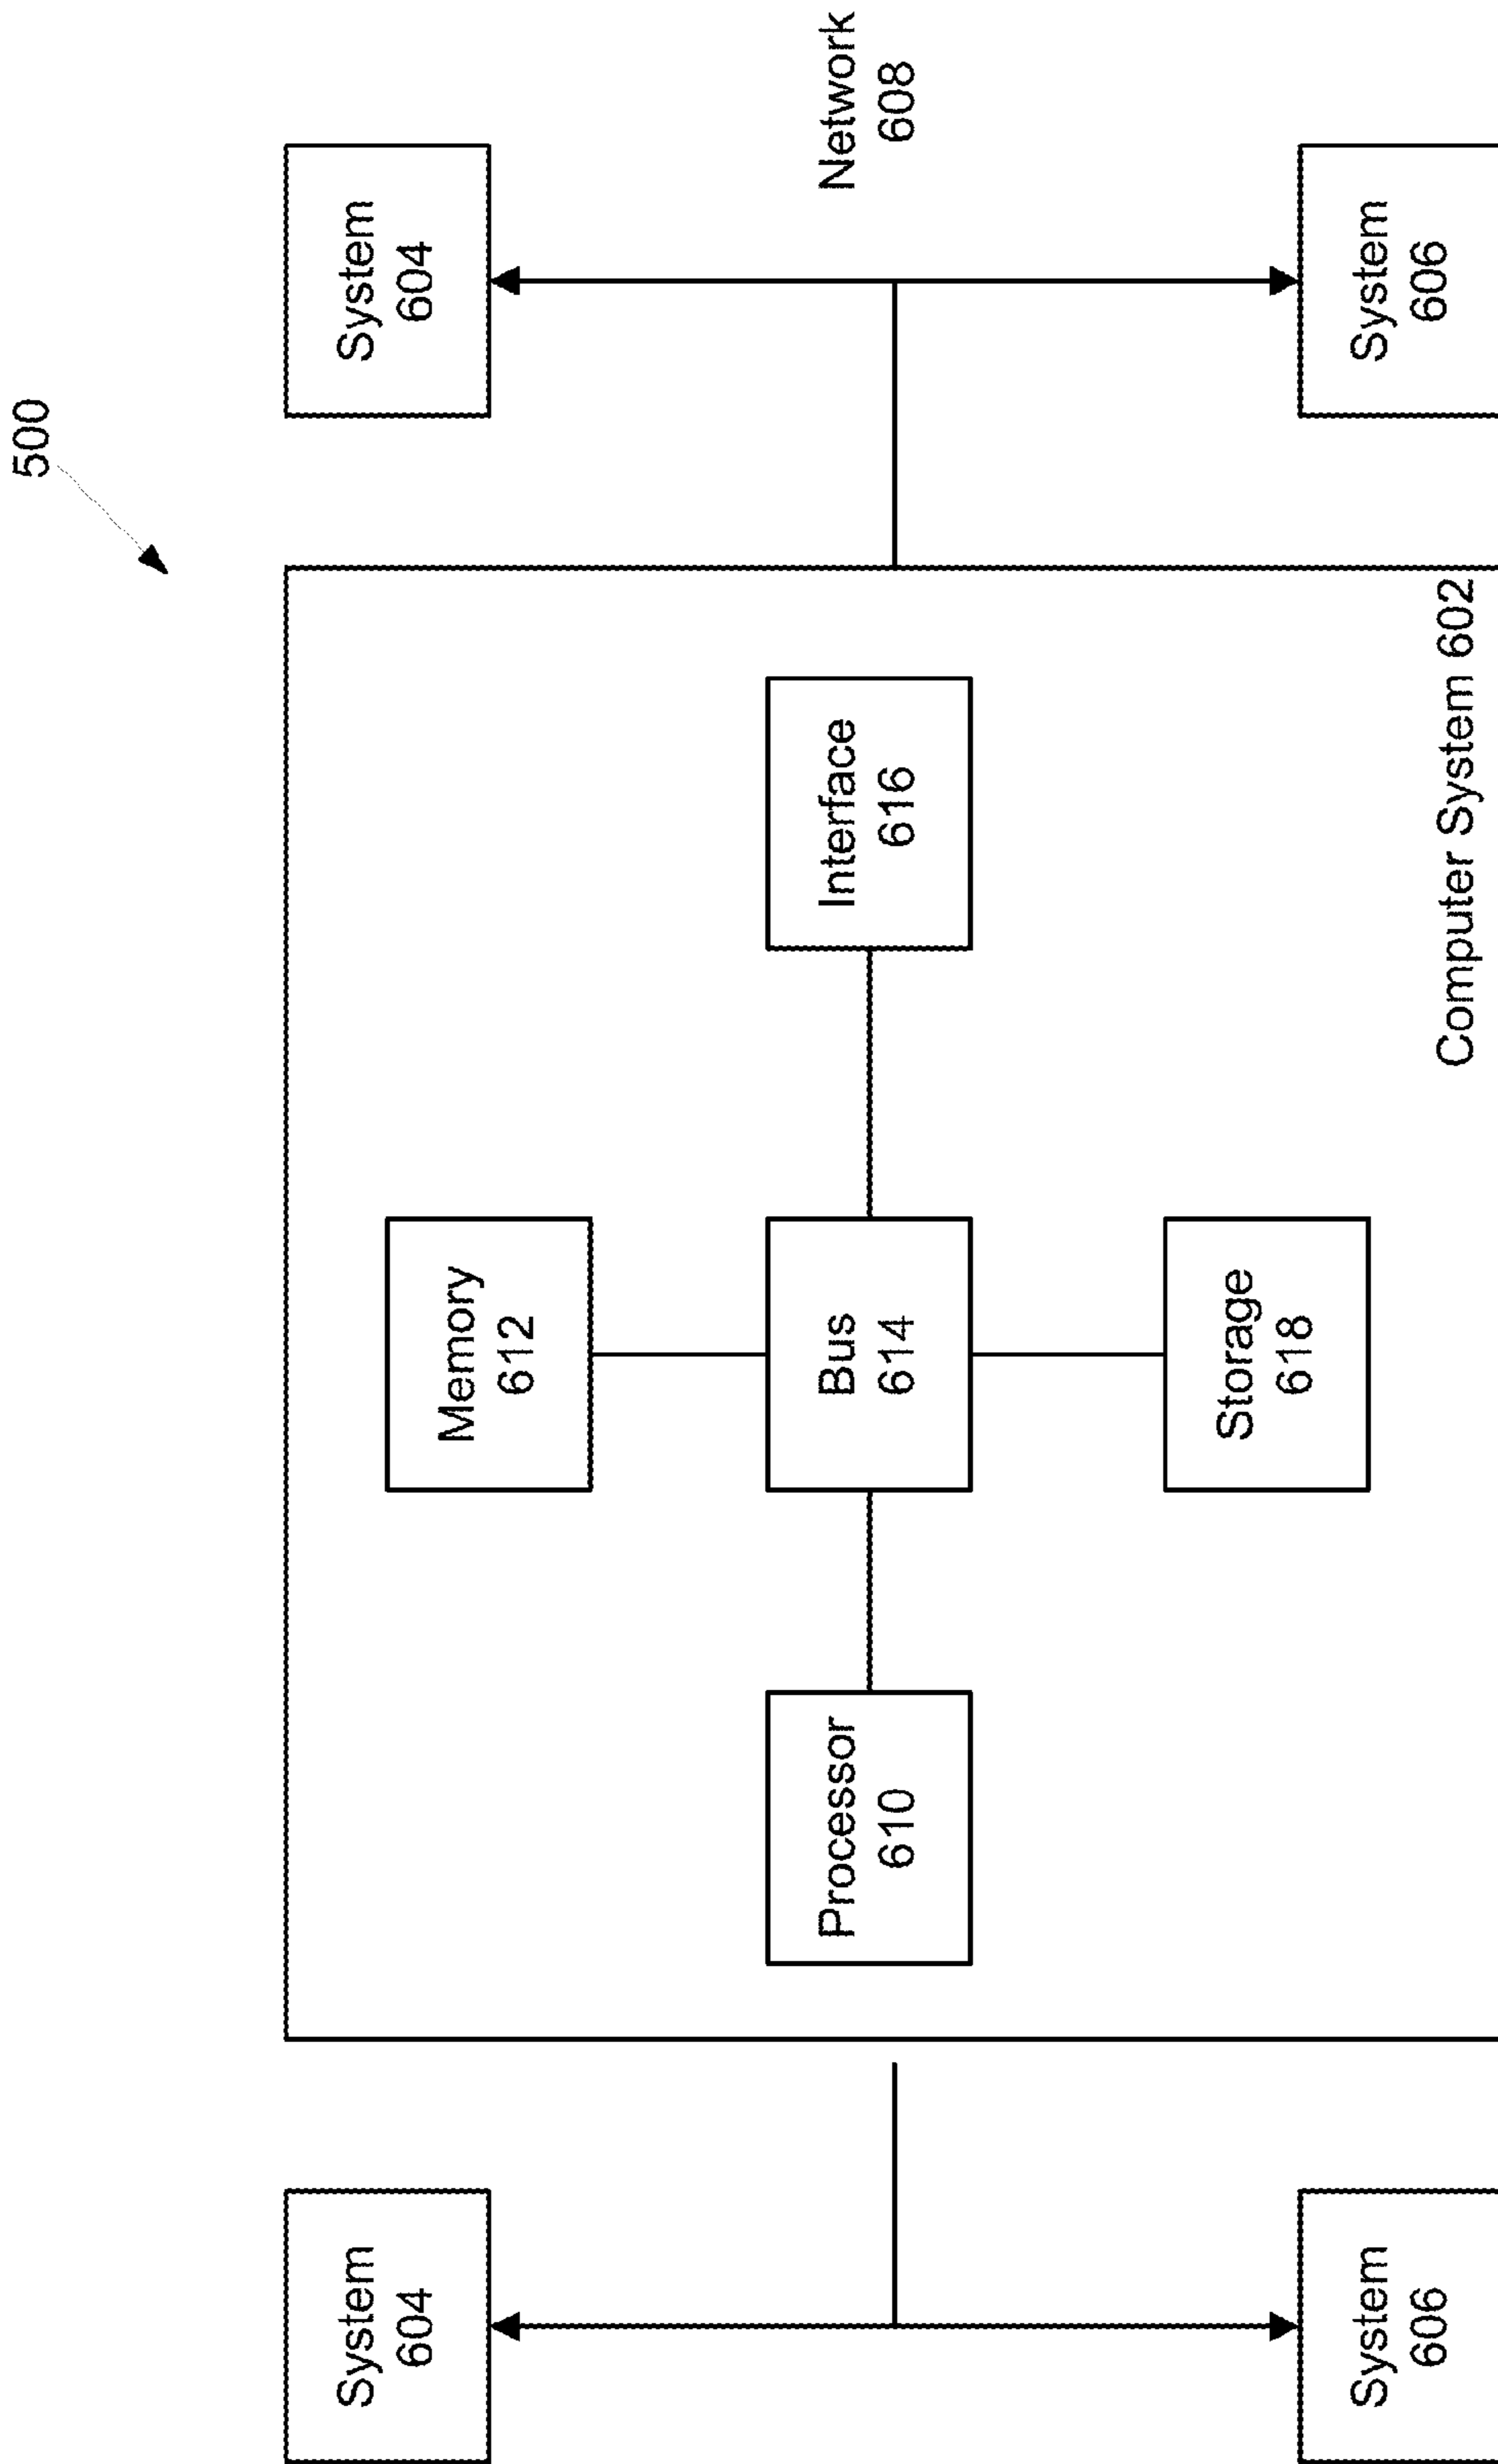 500
System
604
System
604
Memory
612
Processor
610
Bus
614
Interface
616
Network
608
Storage
618
System
606
System
606
Computer System 602